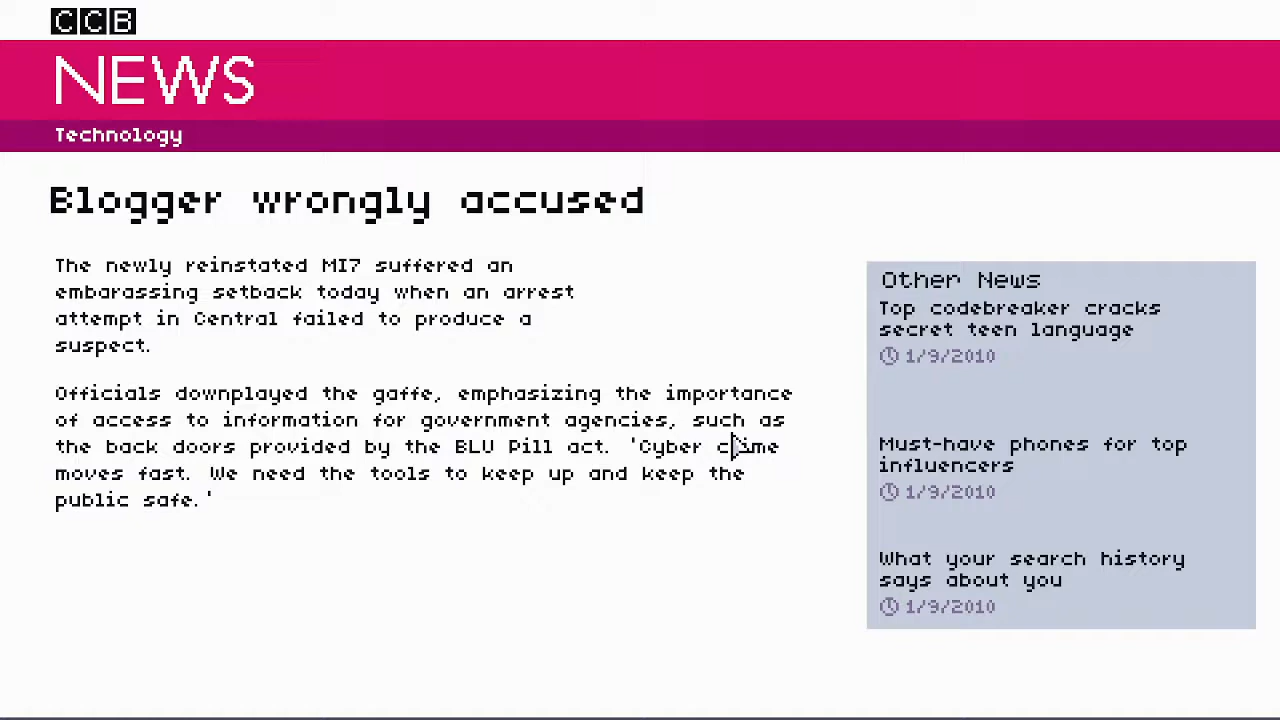 CCB
NEWS
Technology
Blogger wrongly accused
The newly reinstated MI7 suffered an
embarassing setback today when an arrest
attempt in Central failed to produce a
suspect.
Officials downplayed the gaffe, emphasizing the importance
of access to information for government agencies, such as
the back doors provided by the BLU Pill act. 'Cyber crime
moves fast. We need the tools to keep up and keep the
public safe.'
Other News
Top codebreaker cracks
secret teen language
1/9/2010
Must-have phones for top
influencers
1/9/2010
What your search history
says about you
1/9/2010